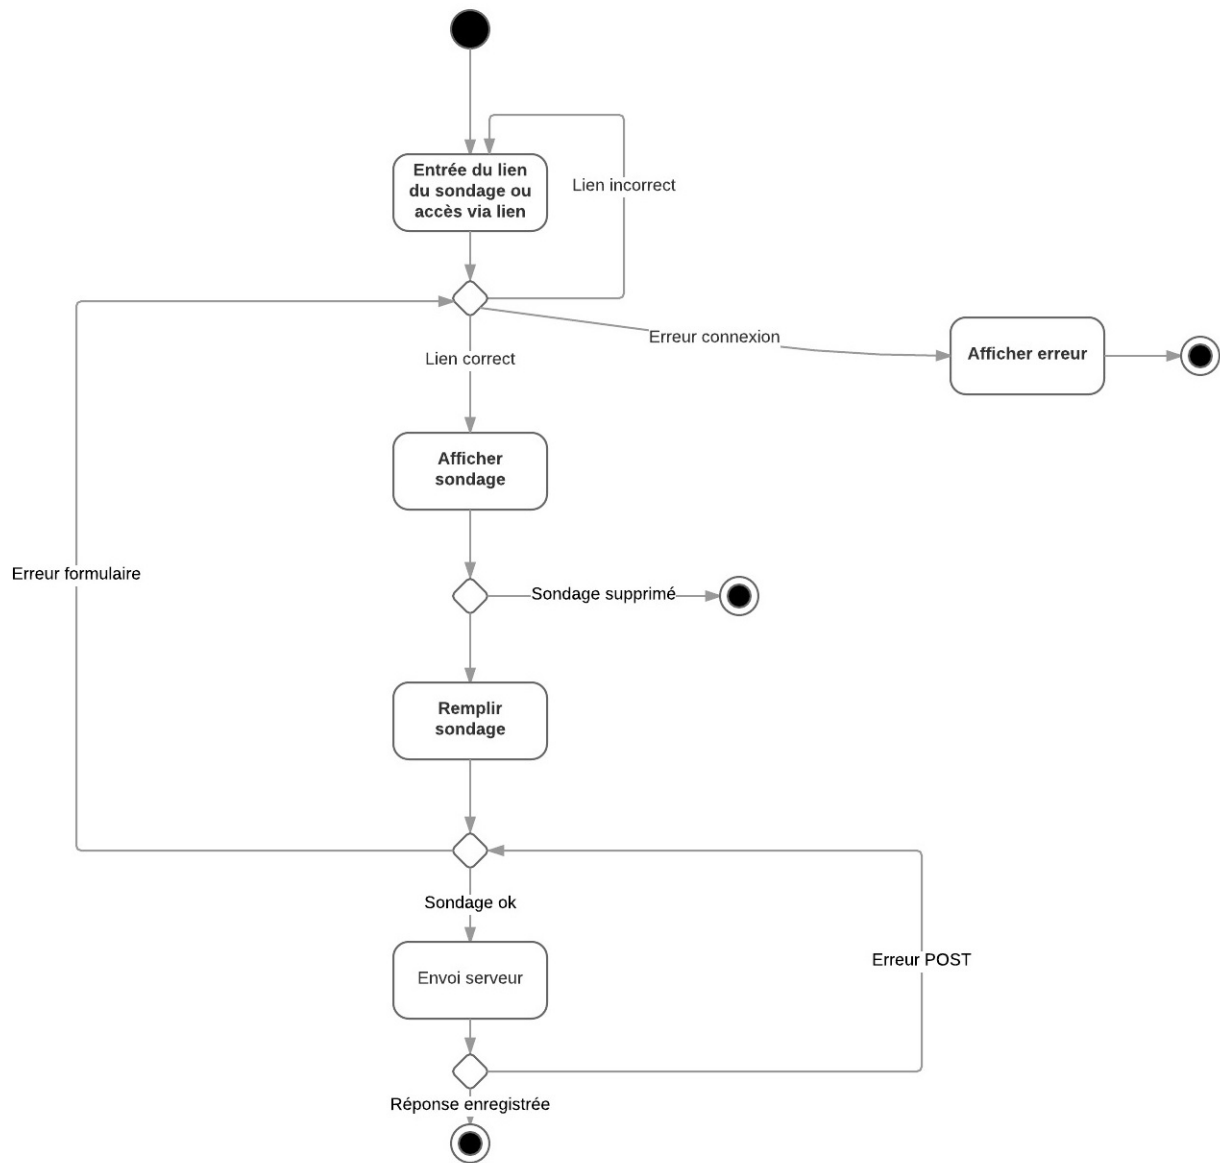 Entrée du lien
du sondage ou
accès via lien
Lien incorrect
Erreur connexion
Afficher erreur
Lien correct
Afficher
sondage
Erreur formulaire
Sondage supprimé
Remplir
sondage
Sondage ok
Erreur POST
Envoi serveur
Réponse enregistrée